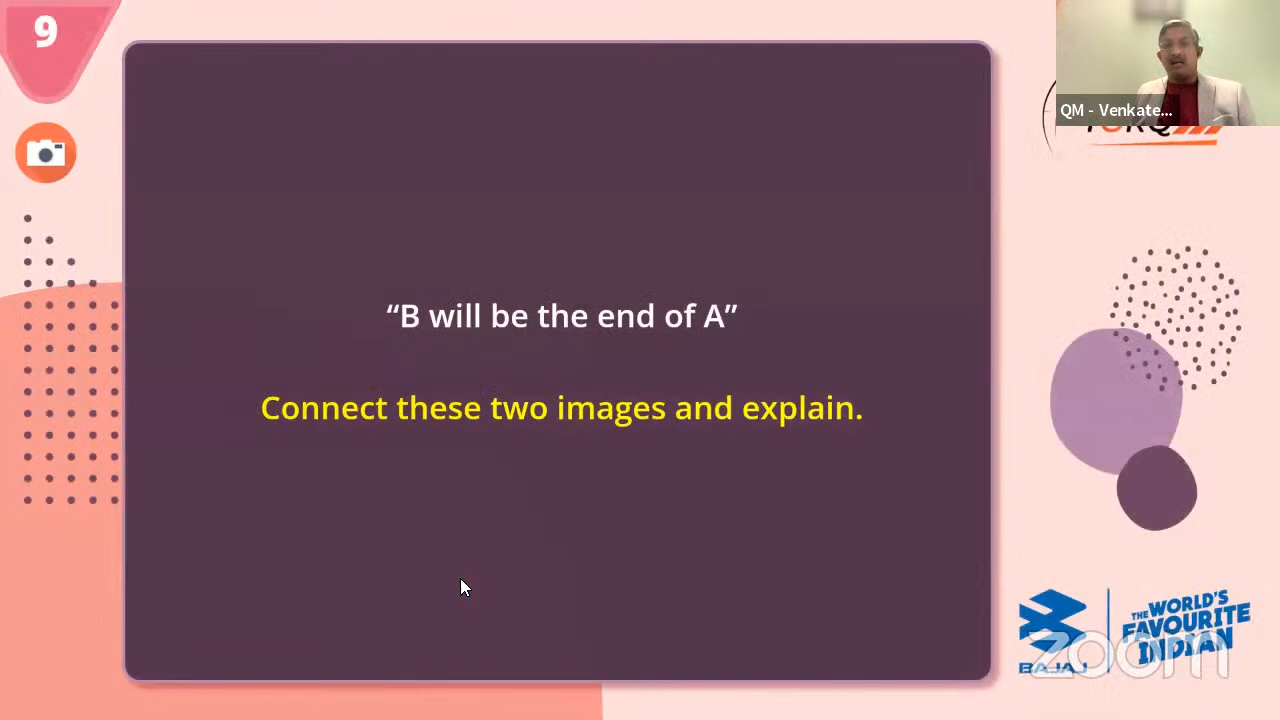 9
QM - Venkate...
TORQ
“B will be the end of A”
Connect these two images and explain.
BAJAJ
THE WORLD'S
FAVOURITE
INDIAN
zoom